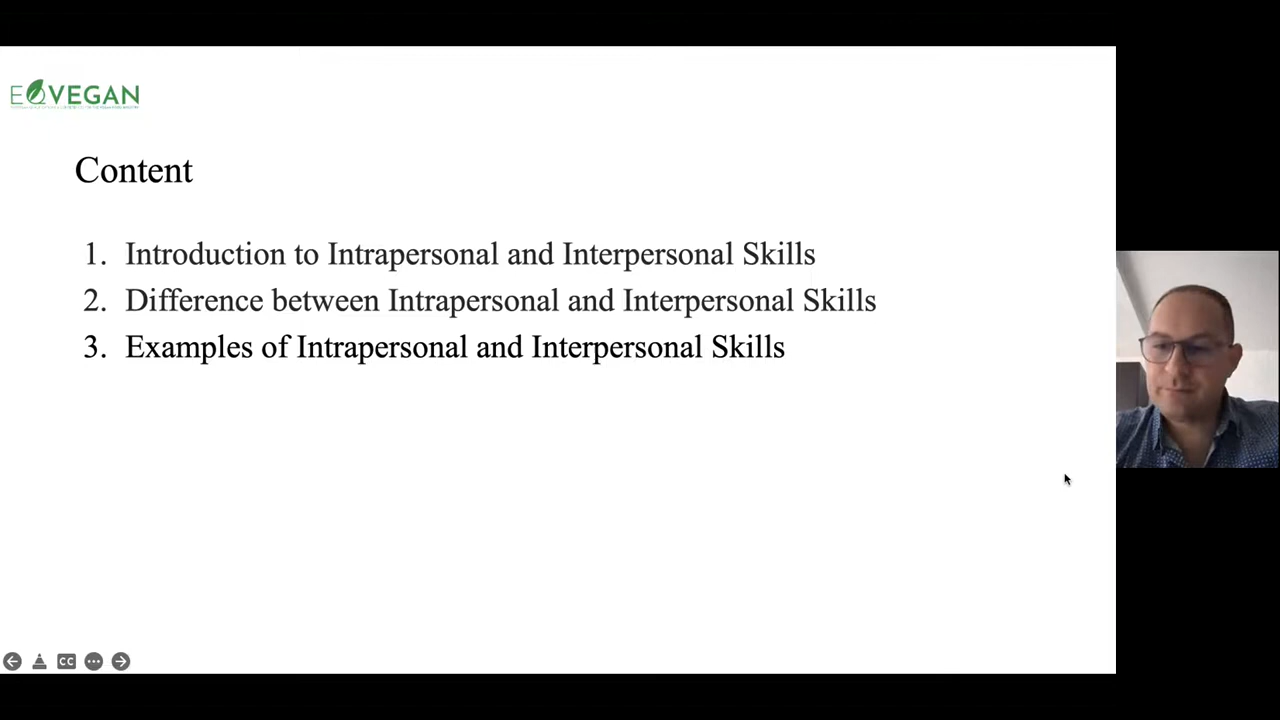 EQVEGAN
Content
1. Introduction to Intrapersonal and Interpersonal Skills
2. Difference between Intrapersonal and Interpersonal Skills
3. Examples of Intrapersonal and Interpersonal Skills
CC